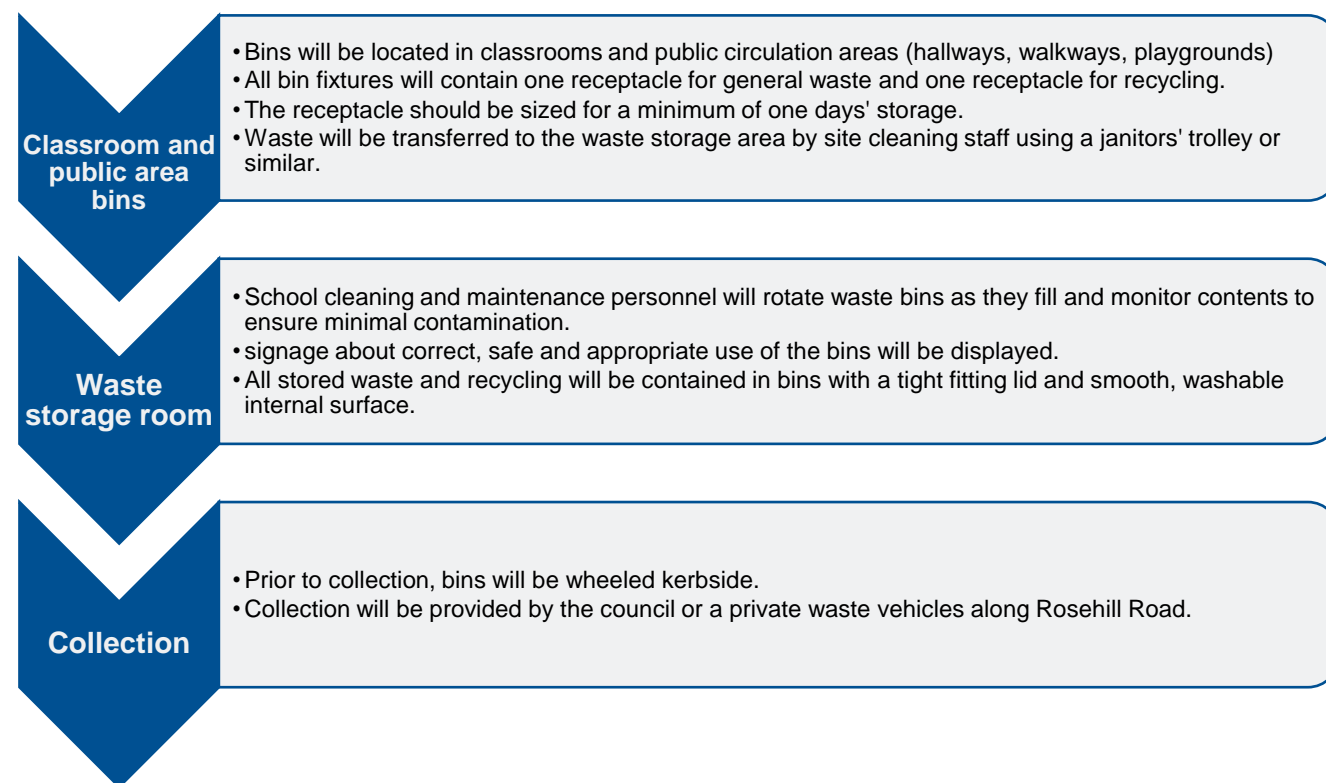 Classroom and
public area
bins
•Bins will be located in classrooms and public circulation areas (hallways, walkways, playgrounds)
•All bin fixtures will contain one receptacle for general waste and one receptacle for recycling.
•The receptacle should be sized for a minimum of one days' storage.
•Waste will be transferred to the waste storage area by site cleaning staff using a janitors' trolley or
similar.
Waste
storage room
•School cleaning and maintenance personnel will rotate waste bins as they fill and monitor contents to
ensure minimal contamination.
•signage about correct, safe and appropriate use of the bins will be displayed.
•All stored waste and recycling will be contained in bins with a tight fitting lid and smooth, washable
internal surface.
Collection
•Prior to collection, bins will be wheeled kerbside.
•Collection will be provided by the council or a private waste vehicles along Rosehill Road.